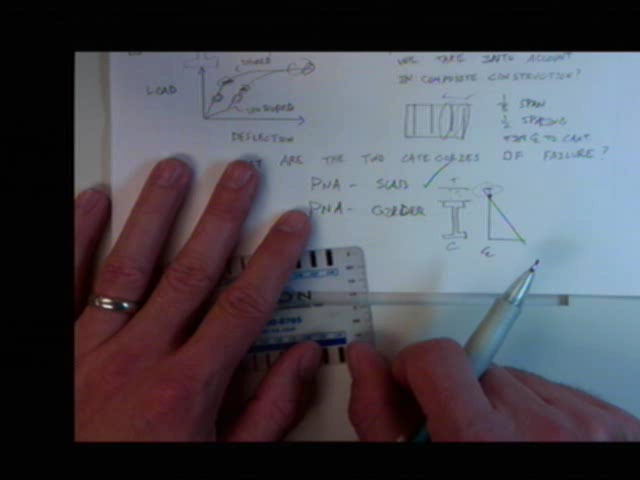 SHORED
LOAD
UNSHORED
DEFLECTION
WE TAKE INTO ACCOUNT
IN COMPOSITE CONSTRUCTION?
1/8 SPAN
1/2 SPACING
ARE THE TWO CATEGORIES OF FAILURE?
PNA - SLAB ✓
PNA - GIRDER
T
C
ε